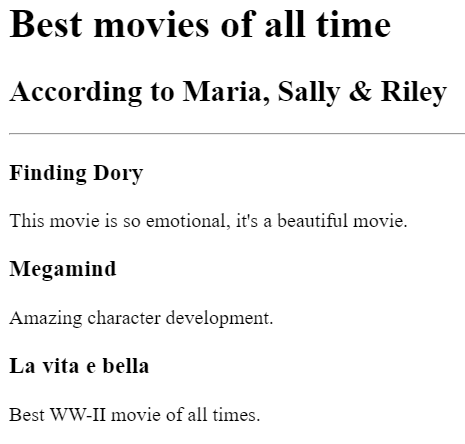 Best movies of all time
According to Maria, Sally & Riley
Finding Dory
This movie is so emotional, it's a beautiful movie.
Megamind
Amazing character development.
La vita e bella
Best WW-II movie of all times.